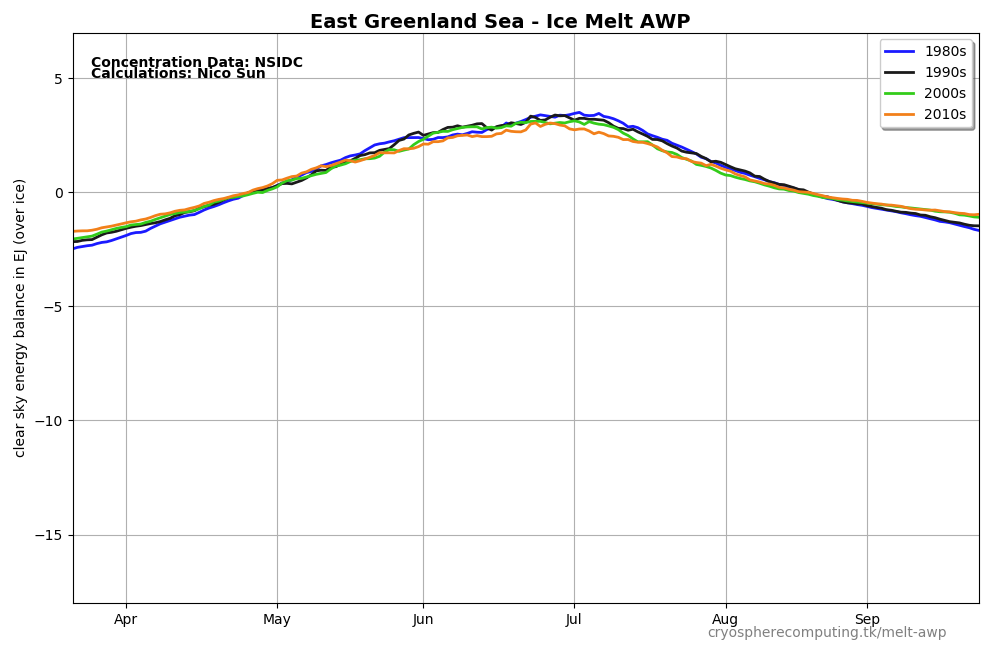 East Greenland Sea - Ice Melt AWP
Concentration Data: NSIDC
Calculations: Nico Sun
1980s
1990s
2000s
2010s
clear sky energy balance in EJ (over ice)
5
0
−5
−10
−15
Apr May Jun Jul Aug Sep
cryospherecomputing.tk/melt-awp